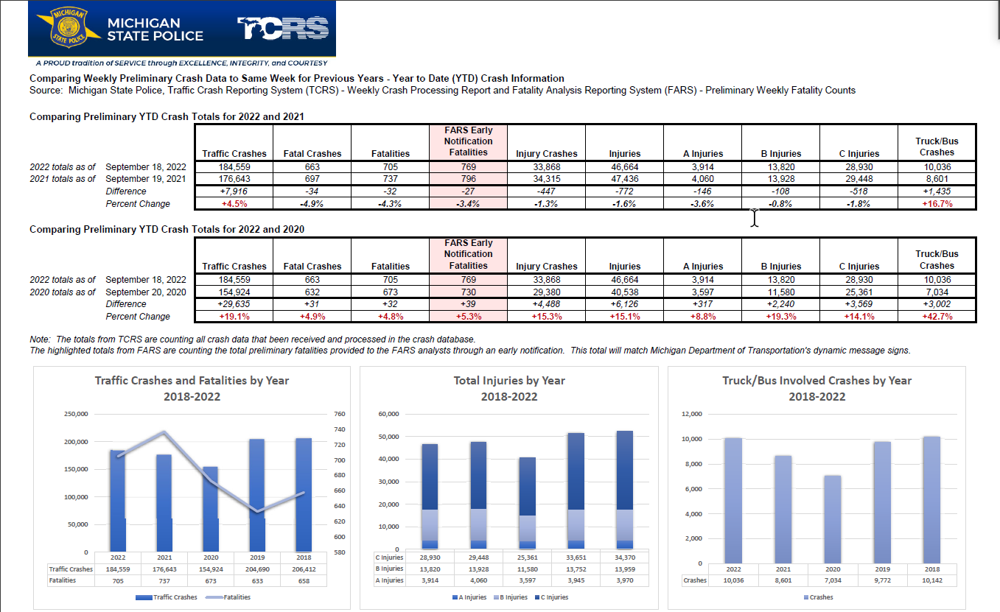 MICHIGAN
STATE POLICE
MICHIGAN
STATE POLICE
TCRS
A PROUD tradition of SERVICE through EXCELLENCE, INTEGRITY, and COURTESY
Comparing Weekly Preliminary Crash Data to Same Week for Previous Years - Year to Date (YTD) Crash Information
Source: Michigan State Police, Traffic Crash Reporting System (TCRS) - Weekly Crash Processing Report and Fatality Analysis Reporting System (FARS) - Preliminary Weekly Fatality Counts
Comparing Preliminary YTD Crash Totals for 2022 and 2021
Traffic Crashes Fatal Crashes Fatalities FARS Early Notification Fatalities Injury Crashes Injuries A Injuries B Injuries C Injuries Truck/Bus Crashes
2022 totals as of September 18, 2022 184,559 663 705 769 33,868 46,664 3,914 13,820 28,930 10,036
2021 totals as of September 19, 2021 176,643 697 737 796 34,315 47,436 4,060 13,928 29,448 8,601
Difference +7,916 -34 -32 -27 -447 -772 -146 -108 -518 +1,435
Percent Change +4.5% -4.9% -4.3% -3.4% -1.3% -1.6% -3.6% -0.8% -1.8% +16.7%
Comparing Preliminary YTD Crash Totals for 2022 and 2020
Traffic Crashes Fatal Crashes Fatalities FARS Early Notification Fatalities Injury Crashes Injuries A Injuries B Injuries C Injuries Truck/Bus Crashes
2022 totals as of September 18, 2022 184,559 663 705 769 33,868 46,664 3,914 13,820 28,930 10,036
2020 totals as of September 20, 2020 154,924 632 673 730 29,380 40,538 3,597 11,580 25,361 7,034
Difference +29,635 +31 +32 +39 +4,488 +6,126 +317 +2,240 +3,569 +3,002
Percent Change +19.1% +4.9% +4.8% +5.3% +15.3% +15.1% +8.8% +19.3% +14.1% +42.7%
Note: The totals from TCRS are counting all crash data that been received and processed in the crash database.
The highlighted totals from FARS are counting the total preliminary fatalities provided to the FARS analysts through an early notification. This total will match Michigan Department of Transportation's dynamic message signs.
Traffic Crashes and Fatalities by Year
2018-2022
250,000
200,000
150,000
100,000
50,000
0
760
740
720
700
680
660
640
620
600
580
2022 2021 2020 2019 2018
Traffic Crashes 184,559 176,643 154,924 204,690 206,412
Fatalities 705 737 673 633 658
Traffic Crashes Fatalities
Total Injuries by Year
2018-2022
60,000
50,000
40,000
30,000
20,000
10,000
0
C Injuries 28,930 29,448 25,361 33,651 34,370
B Injuries 13,820 13,928 11,580 13,752 13,959
A Injuries 3,914 4,060 3,597 3,945 3,970
A Injuries B Injuries C Injuries
Truck/Bus Involved Crashes by Year
2018-2022
12,000
10,000
8,000
6,000
4,000
2,000
0
2022 2021 2020 2019 2018
Crashes 10,036 8,601 7,034 9,772 10,142
Crashes